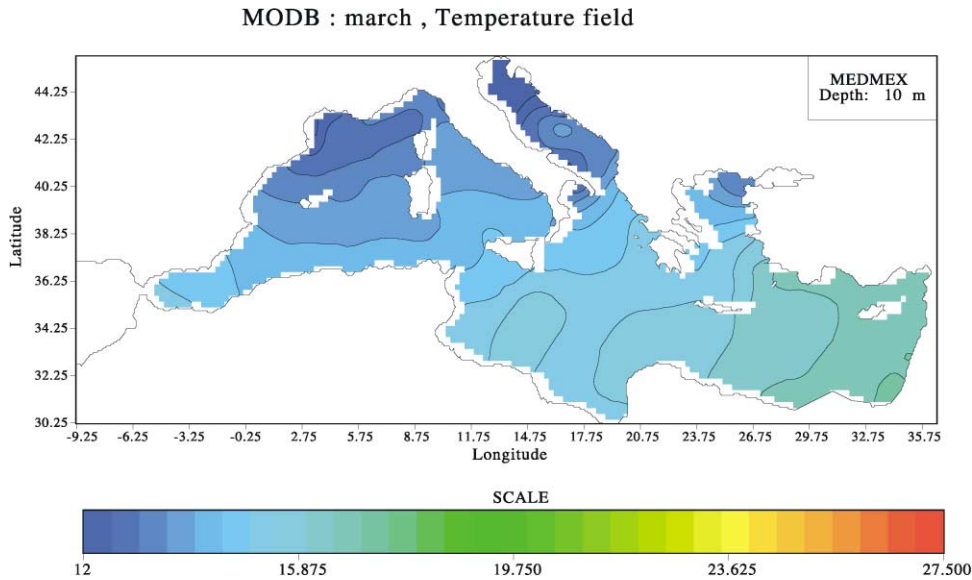 MODB : march , Temperature field
MEDMEX
Depth: 10 m
44.25
42.25
40.25
38.25
36.25
34.25
32.25
30.25
Latitude
-9.25 -6.25 -3.25 -0.25 2.75 5.75 8.75 11.75 14.75 17.75 20.75 23.75 26.75 29.75 32.75 35.75
Longitude
SCALE
12 15.875 19.750 23.625 27.500